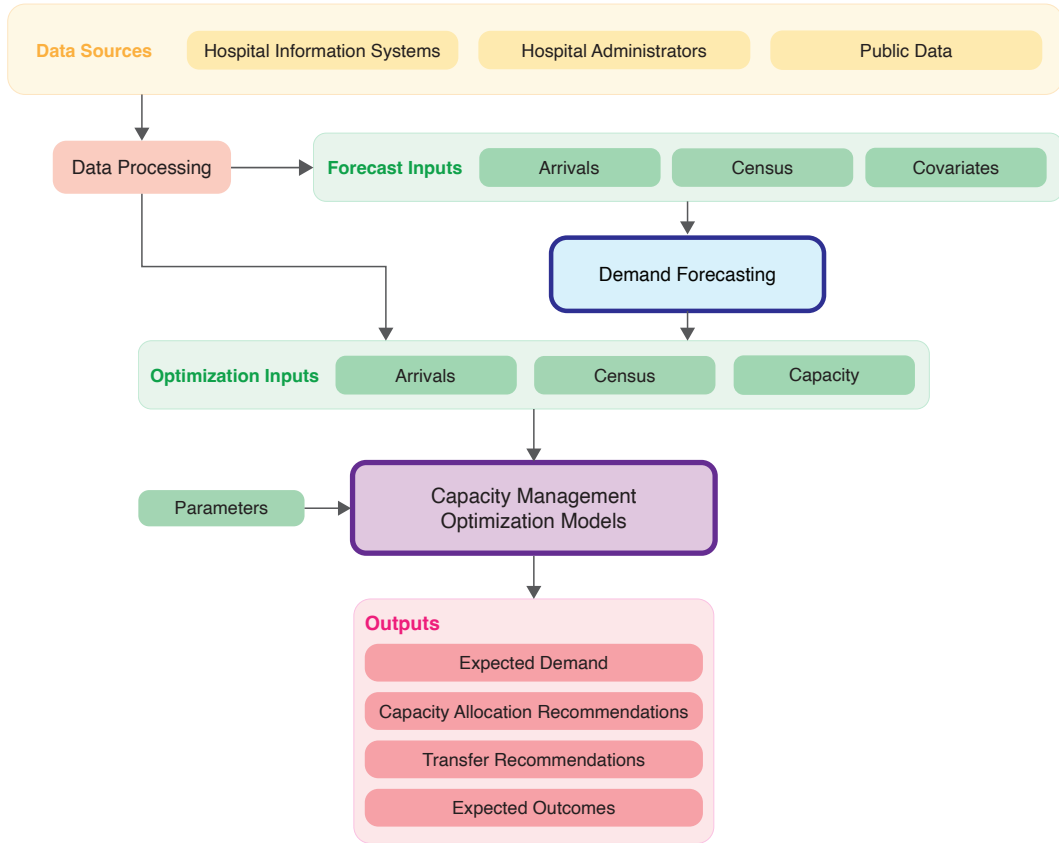 Data Sources
Hospital Information Systems
Hospital Administrators
Public Data
Data Processing
Forecast Inputs
Arrivals
Census
Covariates
Demand Forecasting
Optimization Inputs
Arrivals
Census
Capacity
Parameters
Capacity Management
Optimization Models
Outputs
Expected Demand
Capacity Allocation Recommendations
Transfer Recommendations
Expected Outcomes